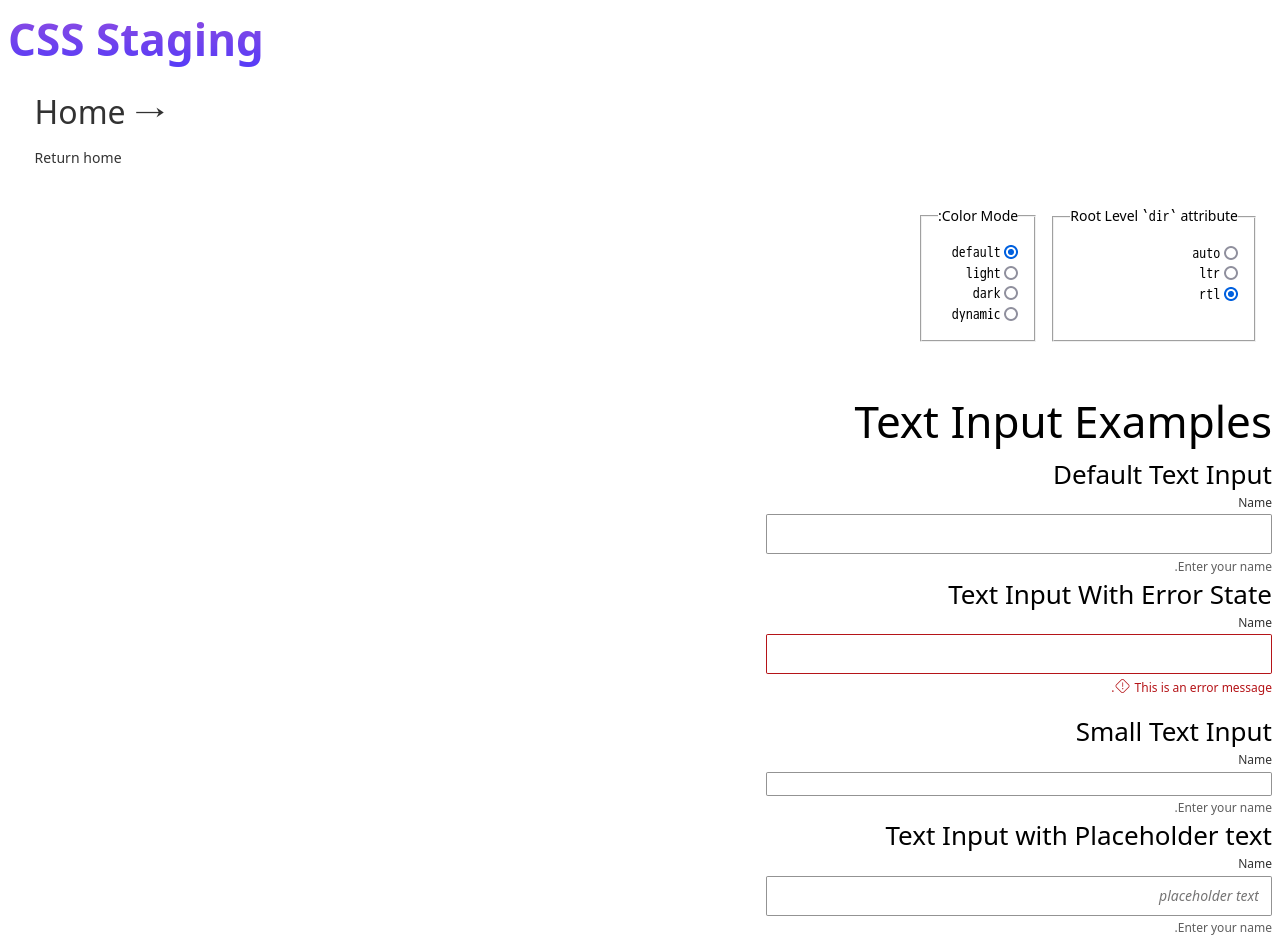 CSS Staging
Home →
Return home
Root Level `dir` attribute
auto
ltr
rtl
:Color Mode
default
light
dark
dynamic
Text Input Examples
Default Text Input
Name
.Enter your name
Text Input With Error State
Name
. This is an error message
Small Text Input
Name
.Enter your name
Text Input with Placeholder text
Name
placeholder text
.Enter your name